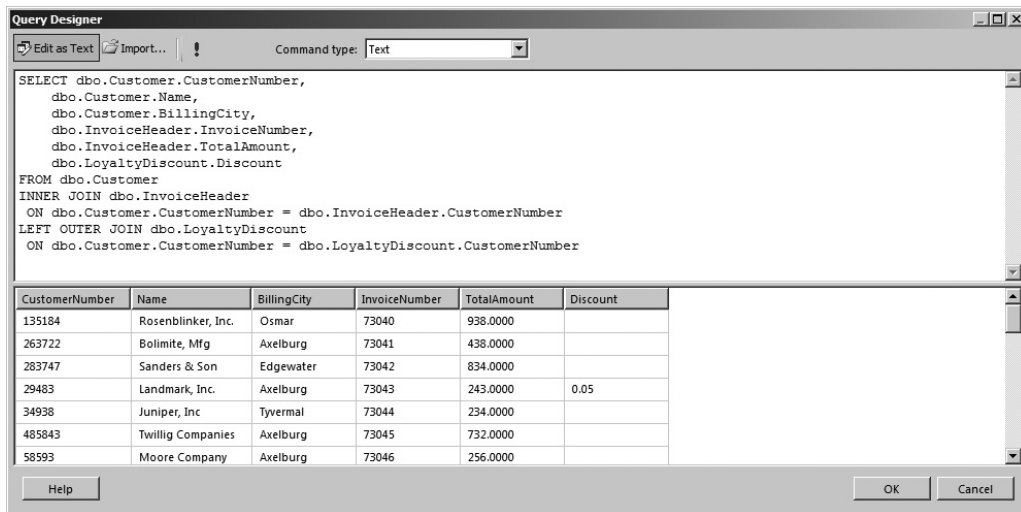 Query Designer
Edit as Text Import... ! Command type: Text
SELECT dbo.Customer.CustomerNumber,
dbo.Customer.Name,
dbo.Customer.BillingCity,
dbo.InvoiceHeader.InvoiceNumber,
dbo.InvoiceHeader.TotalAmount,
dbo.LoyaltyDiscount.Discount
FROM dbo.Customer
INNER JOIN dbo.InvoiceHeader
ON dbo.Customer.CustomerNumber = dbo.InvoiceHeader.CustomerNumber
LEFT OUTER JOIN dbo.LoyaltyDiscount
ON dbo.Customer.CustomerNumber = dbo.LoyaltyDiscount.CustomerNumber
CustomerNumber Name BillingCity InvoiceNumber TotalAmount Discount
135184 Rosenblinker, Inc. Osmar 73040 938.0000
263722 Bolimite, Mfg Axelburg 73041 438.0000
283747 Sanders & Son Edgewater 73042 834.0000
29483 Landmark, Inc. Axelburg 73043 243.0000 0.05
34938 Juniper, Inc Tyvermal 73044 234.0000
485843 Twillig Companies Axelburg 73045 732.0000
58593 Moore Company Axelburg 73046 256.0000
Help OK Cancel